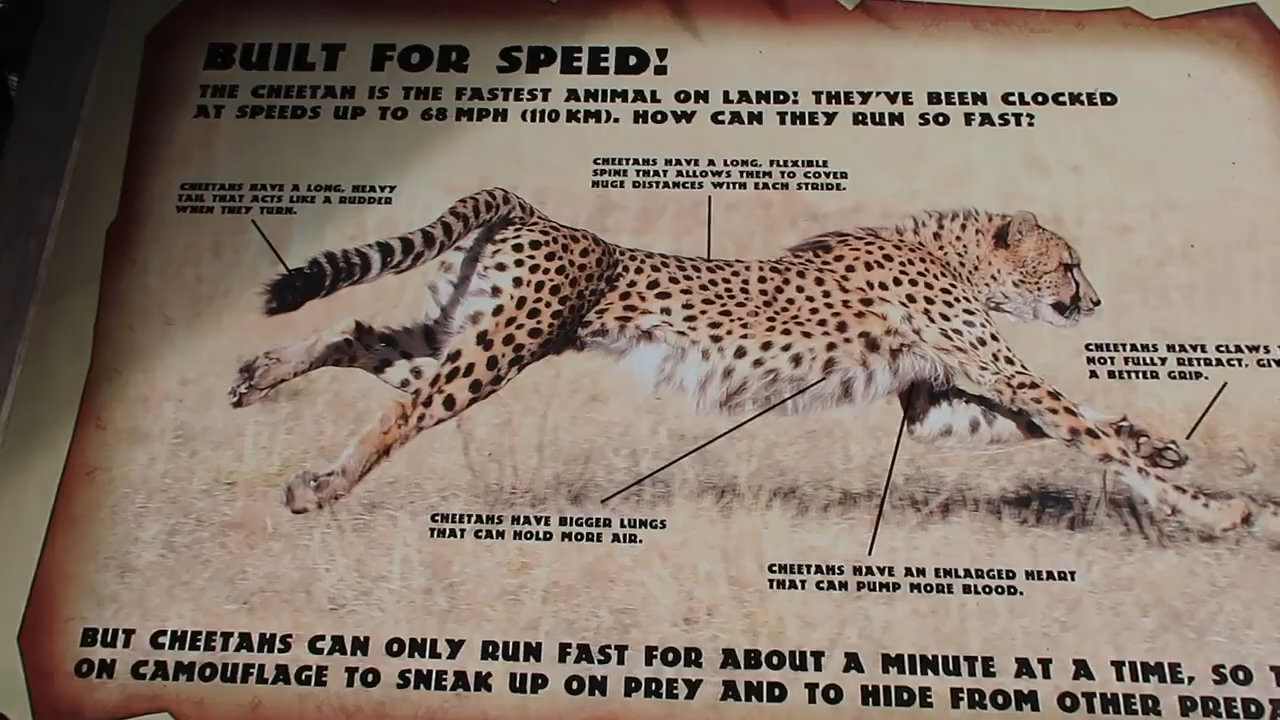 BUILT FOR SPEED!
THE CHEETAH IS THE FASTEST ANIMAL ON LAND! THEY'VE BEEN CLOCKED
AT SPEEDS UP TO 68 MPH (110 KM). HOW CAN THEY RUN SO FAST?
CHEETAHS HAVE A LONG, FLEXIBLE
SPINE THAT ALLOWS THEM TO COVER
HUGE DISTANCES WITH EACH STRIDE.
CHEETAHS HAVE A LONG, HEAVY
TAIL THAT ACTS LIKE A RUDDER
WHEN THEY TURN.
CHEETAHS HAVE CLAWS
NOT FULLY RETRACT,
A BETTER GRIP.
CHEETAHS HAVE BIGGER LUNGS
THAT CAN HOLD MORE AIR.
CHEETAHS HAVE AN ENLARGED HEART
THAT CAN PUMP MORE BLOOD.
BUT CHEETAHS CAN ONLY RUN FAST FOR ABOUT A MINUTE AT A TIME, SO
ON CAMOUFLAGE TO SNEAK UP ON PREY AND TO HIDE FROM OTHER